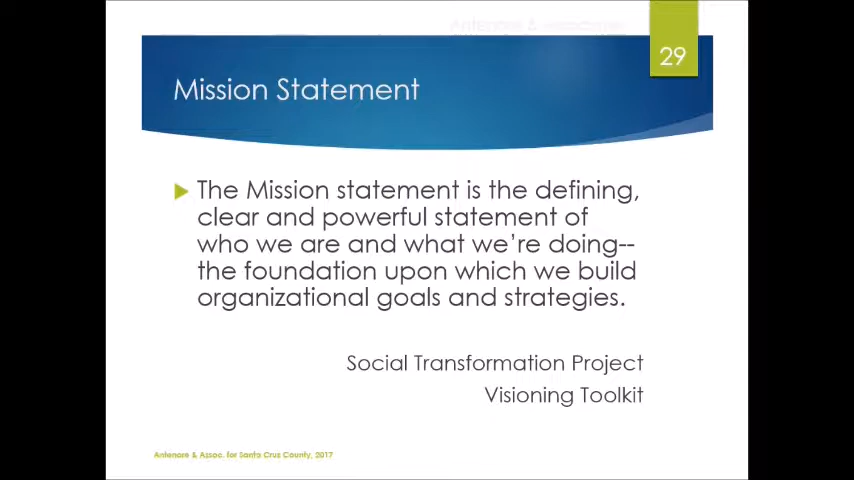 29
Mission Statement
The Mission statement is the defining,
clear and powerful statement of
who we are and what we're doing--
the foundation upon which we build
organizational goals and strategies.
Social Transformation Project
Visioning Toolkit
Antenore & Assoc. for Santa Cruz County, 2017